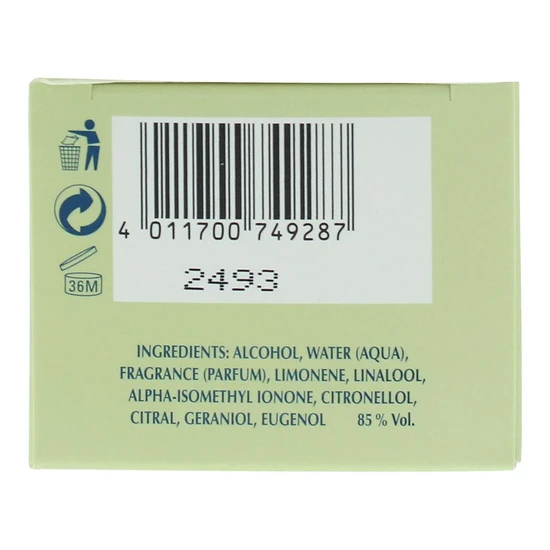 4 011700 749287
2493
36M
INGREDIENTS: ALCOHOL, WATER (AQUA),
FRAGRANCE (PARFUM), LIMONENE, LINALOOL,
ALPHA-ISOMETHYL IONONE, CITRONELLOL,
CITRAL, GERANIOL, EUGENOL 85 % Vol.